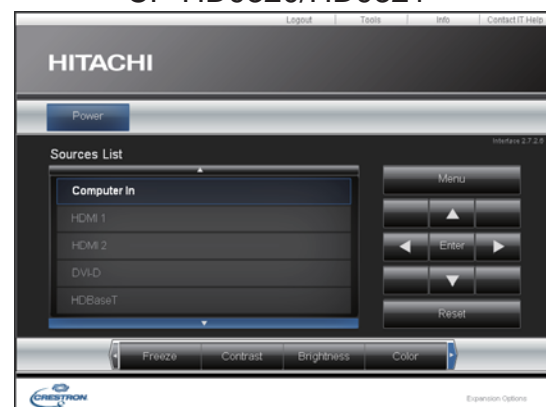 Logout Tools Info Contact IT Help
HITACHI
Power
Interface 2.7.2.6
Sources List
Computer In
HDMI 1
HDMI 2
DVI-D
HDBaseT
Menu
Enter
Reset
Freeze Contrast Brightness Color
CRESTRON
Expansion Options